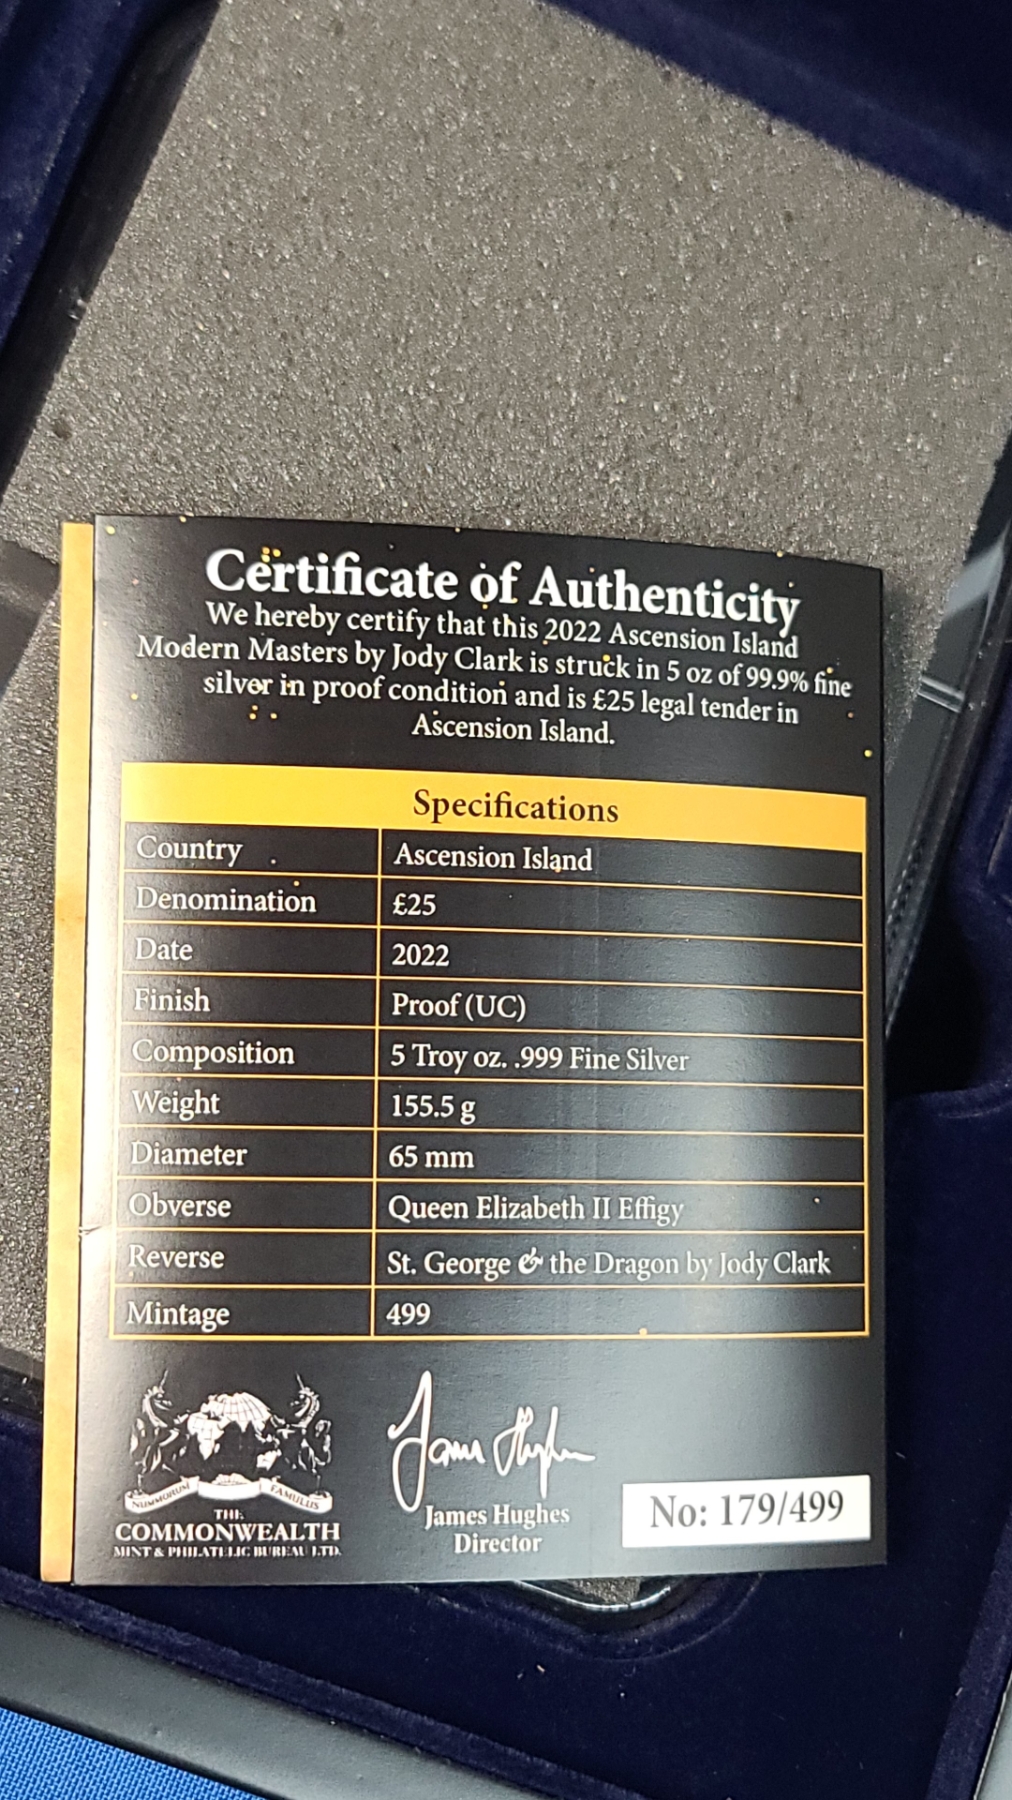 Certificate of Authenticity
We hereby certify that this 2022 Ascension Island
Modern Masters by Jody Clark is struck in 5 oz of 99.9% fine
silver in proof condition and is £25 legal tender in
Ascension Island.
Specifications
Country Ascension Island
Denomination £25
Date 2022
Finish Proof (UC)
Composition 5 Troy oz. .999 Fine Silver
Weight 155.5 g
Diameter 65 mm
Obverse Queen Elizabeth II Effigy
Reverse St. George & the Dragon by Jody Clark
Mintage 499
James Hughes
NUMMORUM FAMULUS
THE
COMMONWEALTH
MINT & PHILATELIC BUREAU LTD.
James Hughes
Director
No: 179/499